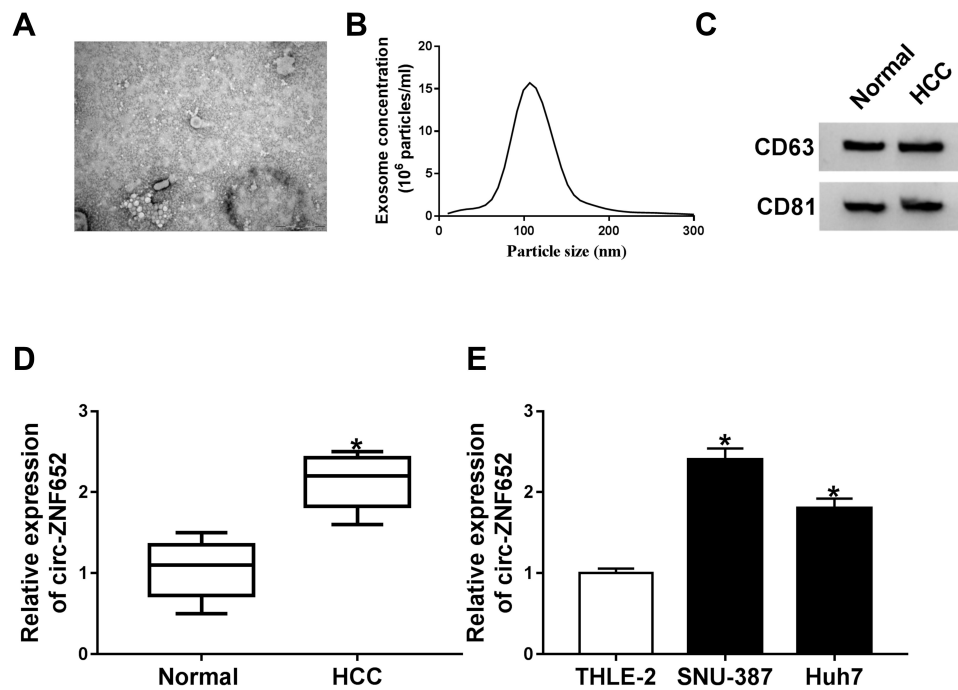 A
B
Exosome concentration
(10⁶ particles/ml)
20
15
10
5
0
0
100
200
300
Particle size (nm)
C
Normal
HCC
CD63
CD81
D
Relative expression
of circ-ZNF652
3
2
1
0
*
Normal
HCC
E
Relative expression
of circ-ZNF652
3
2
1
0
*
*
THLE-2
SNU-387
Huh7